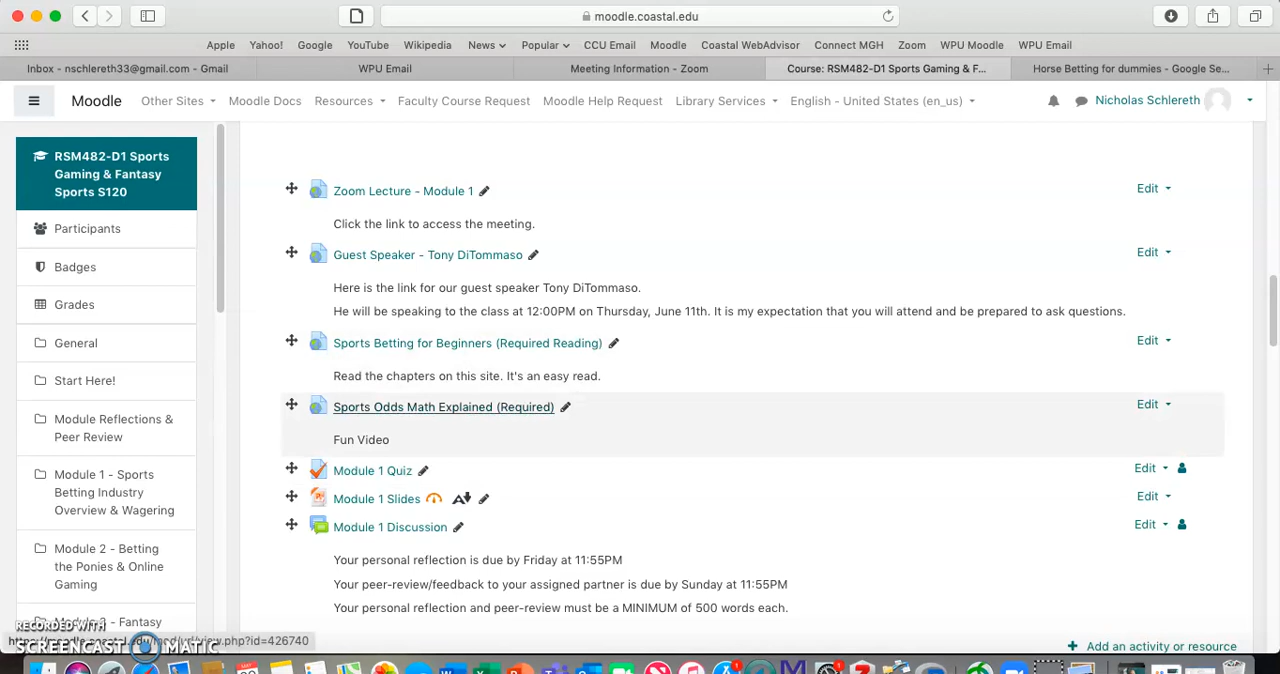 moodle.coastal.edu
Apple Yahoo! Google YouTube Wikipedia News Popular CCU Email Moodle Coastal WebAdvisor Connect MGH Zoom WPU Moodle WPU Email
Inbox - nschlereth33@gmail.com - Gmail WPU Email Meeting Information - Zoom Course: RSM482-D1 Sports Gaming & F... Horse Betting for dummies - Google Se...
Moodle Other Sites Moodle Docs Resources Faculty Course Request Moodle Help Request Library Services English - United States (en_us) Nicholas Schlereth
RSM482-D1 Sports
Gaming & Fantasy
Sports S120
Participants
Badges
Grades
General
Start Here!
Module Reflections &
Peer Review
Module 1 - Sports
Betting Industry
Overview & Wagering
Module 2 - Betting
the Ponies & Online
Gaming
Fantasy
Zoom Lecture - Module 1 Edit
Click the link to access the meeting.
Guest Speaker - Tony DiTommaso Edit
Here is the link for our guest speaker Tony DiTommaso.
He will be speaking to the class at 12:00PM on Thursday, June 11th. It is my expectation that you will attend and be prepared to ask questions.
Sports Betting for Beginners (Required Reading) Edit
Read the chapters on this site. It's an easy read.
Sports Odds Math Explained (Required) Edit
Fun Video
Module 1 Quiz Edit
Module 1 Slides Edit
Module 1 Discussion Edit
Your personal reflection is due by Friday at 11:55PM
Your peer-review/feedback to your assigned partner is due by Sunday at 11:55PM
Your personal reflection and peer-review must be a MINIMUM of 500 words each.
Add an activity or resource
RECORDED WITH
SCREENCAST MATIC